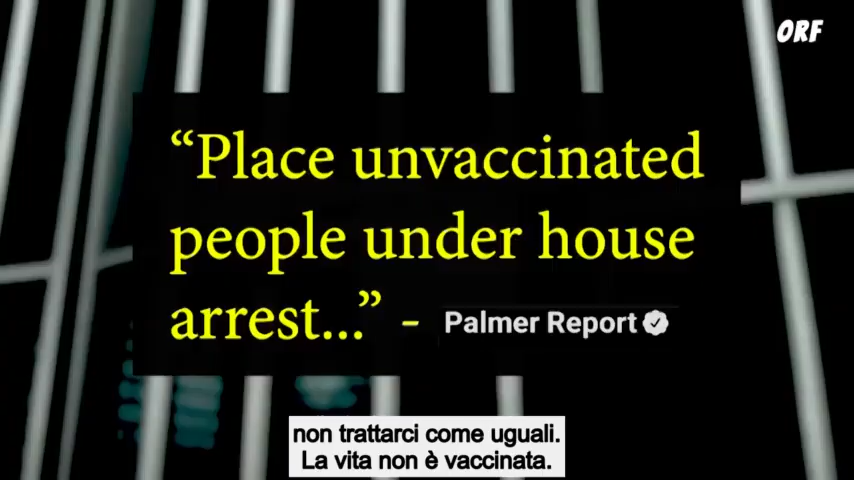 ORF
“Place unvaccinated
people under house
arrest...” - Palmer Report
non trattarci come uguali.
La vita non è vaccinata.